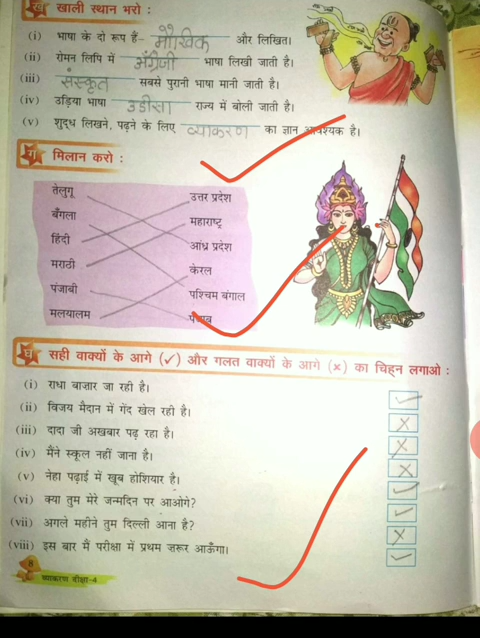 ख खाली स्थान भरो :
(i) भाषा के दो रूप हैं– मौखिक और लिखित।
(ii) रोमन लिपि में अँग्रेजी भाषा लिखी जाती है।
(iii) संस्कृत सबसे पुरानी भाषा मानी जाती है।
(iv) उड़िया भाषा उडीसा राज्य में बोली जाती है।
(v) शुद्ध लिखने, पढ़ने के लिए व्याकरण का ज्ञान आवश्यक है।
ग मिलान करो :
तेलुगू उत्तर प्रदेश
बँगला महाराष्ट्र
हिंदी आंध्र प्रदेश
मराठी केरल
पंजाबी पश्चिम बंगाल
मलयालम पंजाब
घ सही वाक्यों के आगे (✓) और गलत वाक्यों के आगे (×) का चिह्न लगाओ :
(i) राधा बाज़ार जा रही है। ✓
(ii) विजय मैदान में गेंद खेल रही है। ×
(iii) दादा जी अखबार पढ़ रहा है। ×
(iv) मैंने स्कूल नहीं जाना है। ×
(v) नेहा पढ़ाई में खूब होशियार है। ✓
(vi) क्या तुम मेरे जन्मदिन पर आओगे? ✓
(vii) अगले महीने तुम दिल्ली आना है? ×
(viii) इस बार मैं परीक्षा में प्रथम ज़रूर आऊँगा। ✓
8
व्याकरण दीक्षा-4